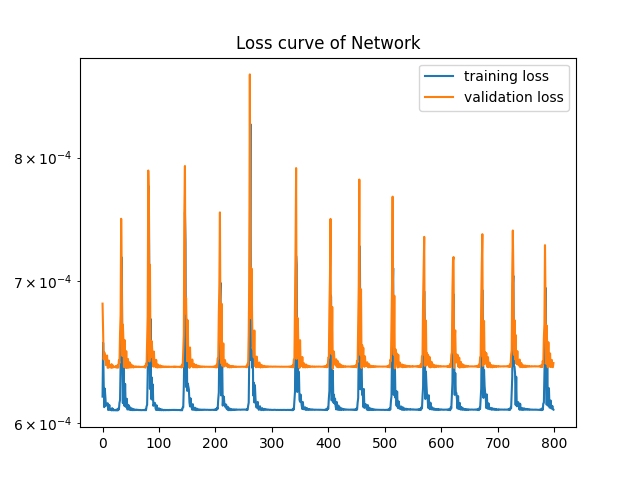 Loss curve of Network
training loss
validation loss
8 × 10⁻⁴
7 × 10⁻⁴
6 × 10⁻⁴
0 100 200 300 400 500 600 700 800